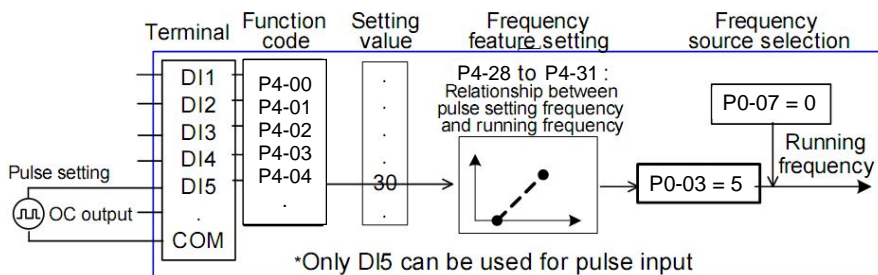 Terminal
Function
code
Setting
value
Frequency
feature setting
Frequency
source selection
DI1
DI2
DI3
DI4
DI5
.
COM
P4-00
P4-01
P4-02
P4-03
P4-04
.
.
.
.
.
30
.
P4-28 to P4-31 :
Relationship between
pulse setting frequency
and running frequency
P0-07 = 0
Running
frequency
P0-03 = 5
Pulse setting
OC output
*Only DI5 can be used for pulse input